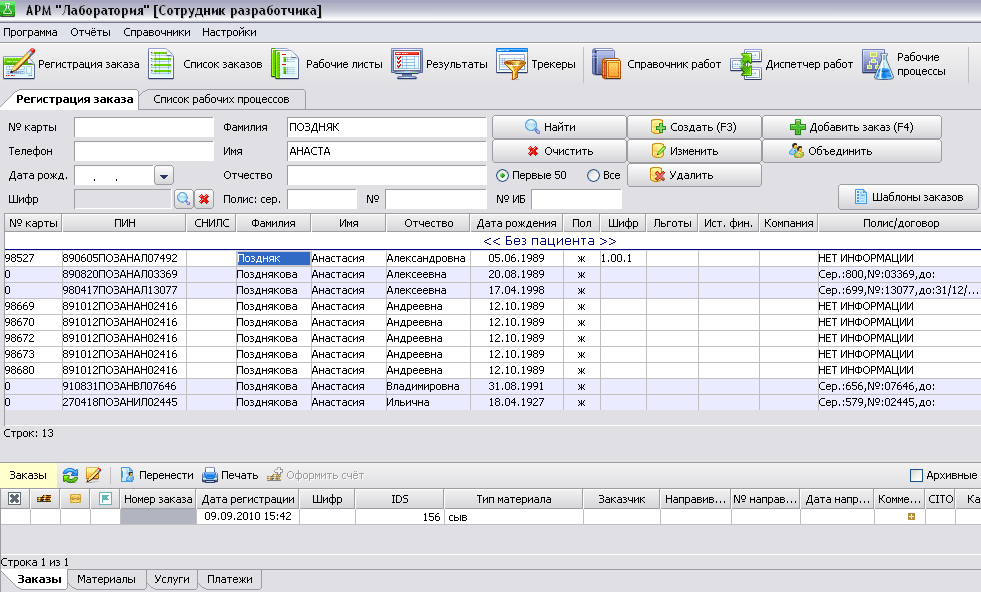 АРМ "Лаборатория" [Сотрудник разработчика]
Программа Отчёты Справочники Настройки
Регистрация заказа Список заказов Рабочие листы Результаты Трекеры Справочник работ Диспетчер работ Рабочие процессы
Регистрация заказа Список рабочих процессов
№ карты Фамилия ПОЗДНЯК Найти Создать (F3) Добавить заказ (F4)
Телефон Имя АНАСТА Очистить Изменить Объединить
Дата рожд. . . Отчество Первые 50 Все Удалить
Шифр Полис: сер. № № ИБ Шаблоны заказов
№ карты ПИН СНИЛС Фамилия Имя Отчество Дата рождения Пол Шифр Льготы Ист. фин. Компания Полис/договор
<< Без пациента >>
98527 890605ПОЗАНАЛ07492 Поздняк Анастасия Александровна 05.06.1989 ж 1.00.1 НЕТ ИНФОРМАЦИИ
0 890820ПОЗАНАЛ03369 Позднякова Анастасия Алексеевна 20.08.1989 ж Сер.:800,№:03369,до:
0 980417ПОЗАНАЛ13077 Позднякова Анастасия Алексеевна 17.04.1998 ж Сер.:699,№:13077,до:31/12/...
98669 891012ПОЗАНАН02416 Позднякова Анастасия Андреевна 12.10.1989 ж НЕТ ИНФОРМАЦИИ
98670 891012ПОЗАНАН02416 Позднякова Анастасия Андреевна 12.10.1989 ж НЕТ ИНФОРМАЦИИ
98672 891012ПОЗАНАН02416 Позднякова Анастасия Андреевна 12.10.1989 ж НЕТ ИНФОРМАЦИИ
98673 891012ПОЗАНАН02416 Позднякова Анастасия Андреевна 12.10.1989 ж НЕТ ИНФОРМАЦИИ
98680 891012ПОЗАНАН02416 Позднякова Анастасия Андреевна 12.10.1989 ж НЕТ ИНФОРМАЦИИ
0 910831ПОЗАНВЛ07646 Позднякова Анастасия Владимировна 31.08.1991 ж Сер.:656,№:07646,до:
0 270418ПОЗАНИЛ02445 Позднякова Анастасия Ильична 18.04.1927 ж Сер.:579,№:02445,до:
Строк: 13
Заказы Перенести Печать Оформить счёт Архивные
Номер заказа Дата регистрации Шифр IDS Тип материала Заказчик Направив... № направ... Дата напр... Комме... CITO Ка
09.09.2010 15:42 156 сыв
Строка 1 из 1
Заказы Материалы Услуги Платежи